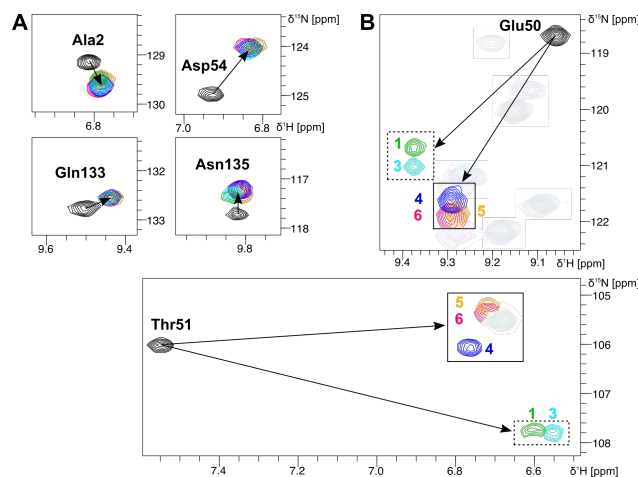 A
B
Ala2
129
130
6.8
δ¹⁵N [ppm]
Asp54
124
125
7.0
6.8
δ¹H [ppm]
Gln133
132
133
9.6
9.4
Asn135
117
118
9.8
Glu50
δ¹⁵N [ppm]
119
120
121
122
1
3
4
6
5
9.4
9.3
9.2
9.1
δ¹H [ppm]
Thr51
δ¹⁵N [ppm]
105
106
107
108
5
6
4
1
3
7.4
7.2
7.0
6.8
6.6
δ¹H [ppm]